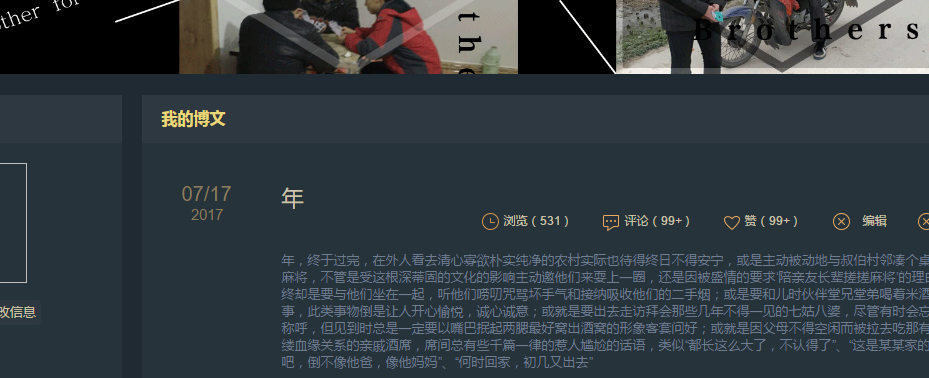 other for
the
Brothers
我的博文
07/17
2017
年
浏览（531） 评论（99+） 赞（99+） 编辑
年，终于过完，在外人看去清心寡欲朴实纯净的农村实际也待得终日不得安宁，或是主动被动地与叔伯村邻凑个桌
麻将，不管是受这根深蒂固的文化的影响主动邀他们来耍上一圈，还是因被盛情的要求'陪亲友长辈搓搓麻将'的理由
终却是要与他们坐在一起，听他们唠叨咒骂坏手气和接纳吸收他们的二手烟；或是要和儿时伙伴堂兄堂弟喝着米酒
事，此类事物倒是让人开心愉悦，诚心诚意；或就是要出去走访拜会那些几年不得一见的七姑八婆，尽管有时会忘
称呼，但见到时总是一定要以嘴巴抿起两腮最好窝出酒窝的形象客套问好；或就是因父母不得空闲而被拉去吃那有
缕血缘关系的亲戚酒席，席间总有些千篇一律的惹人尴尬的话语，类似“都长这么大了，不认得了”、“这是某某家的
改信息
吧，倒不像他爸，像他妈妈”、“何时回家，初几又出去”